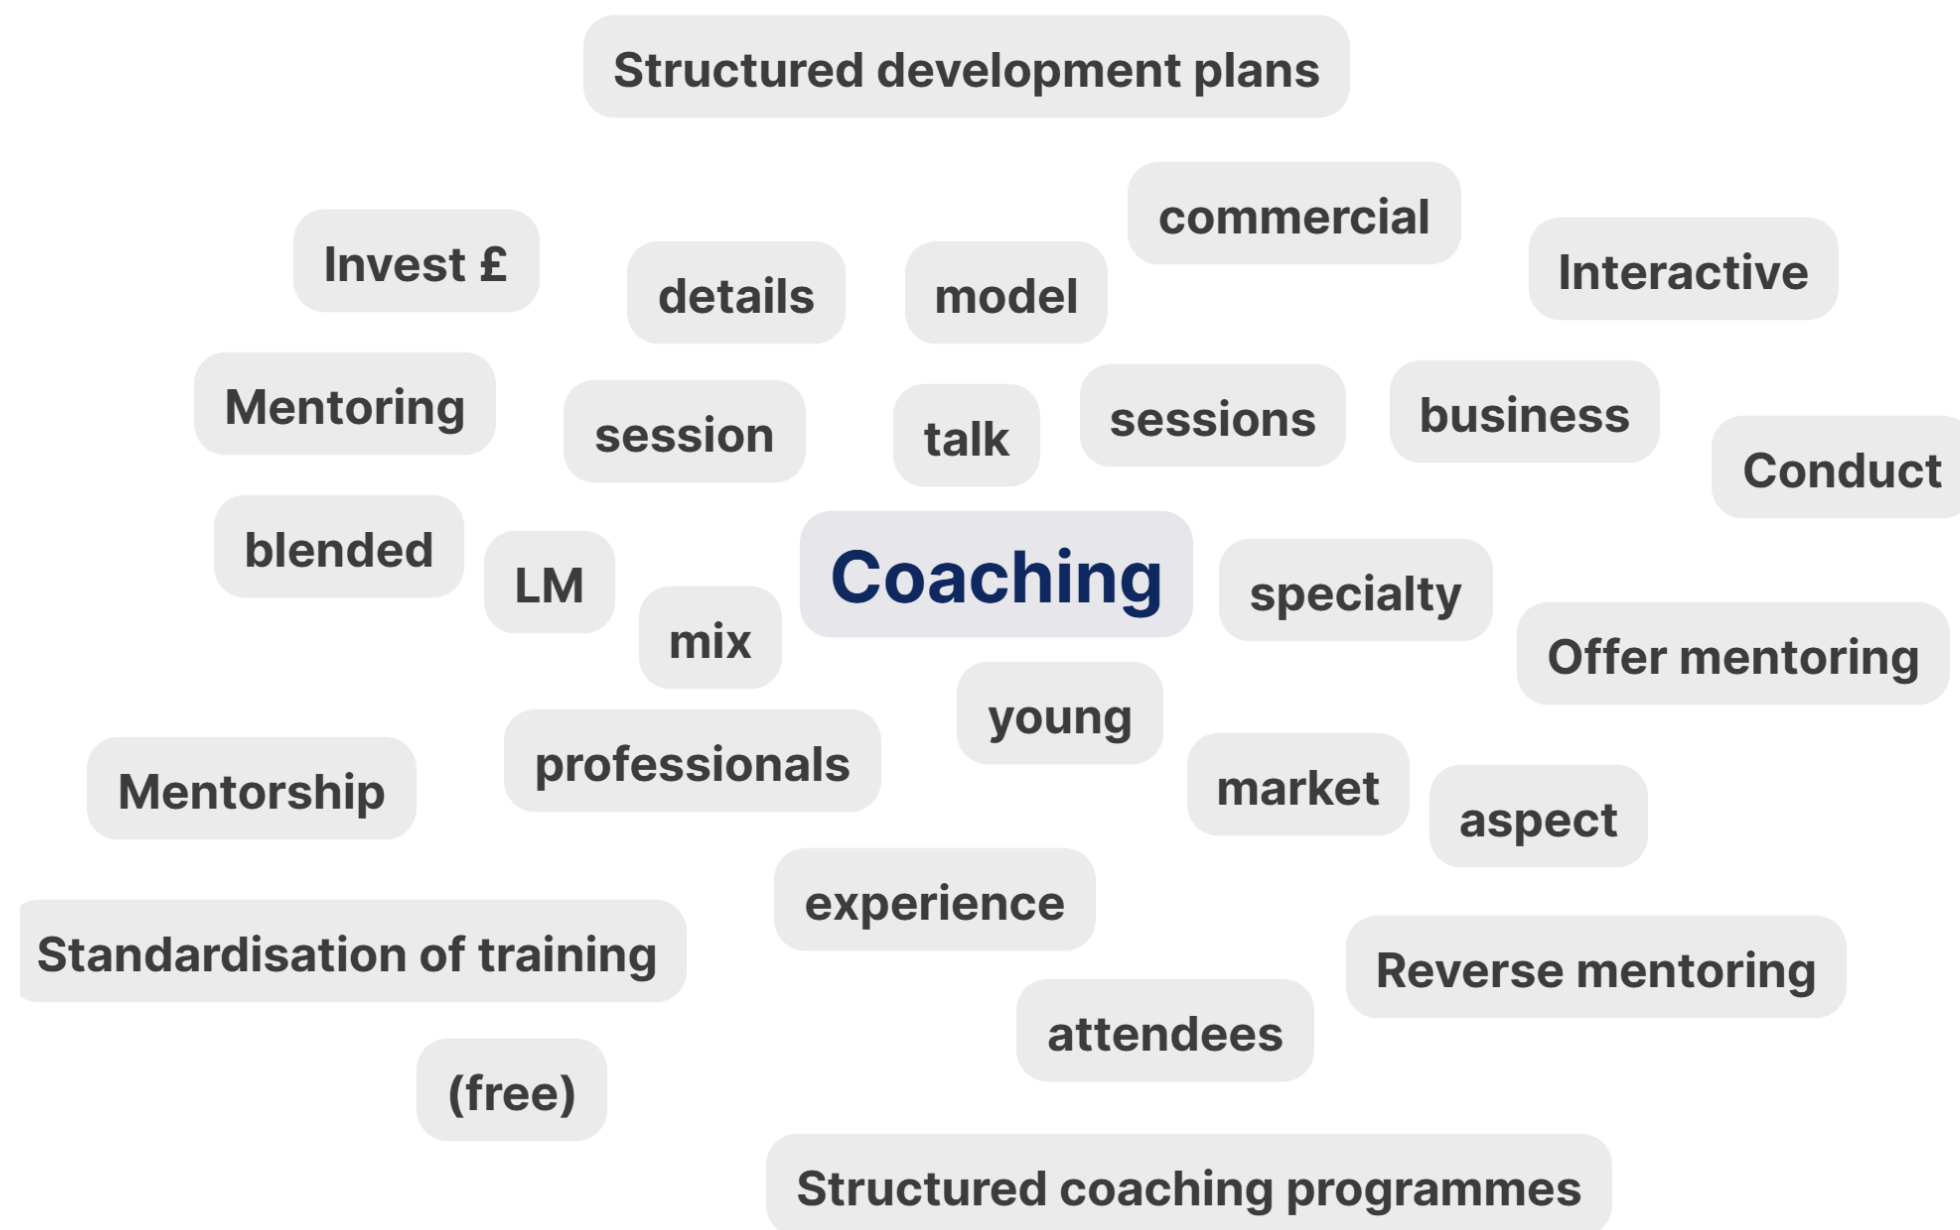 Structured development plans
commercial
Invest £
details
model
Interactive
Mentoring
session
talk
sessions
business
Conduct
blended
LM
mix
Coaching
specialty
Offer mentoring
young
professionals
Mentorship
market
aspect
experience
Standardisation of training
Reverse mentoring
attendees
(free)
Structured coaching programmes